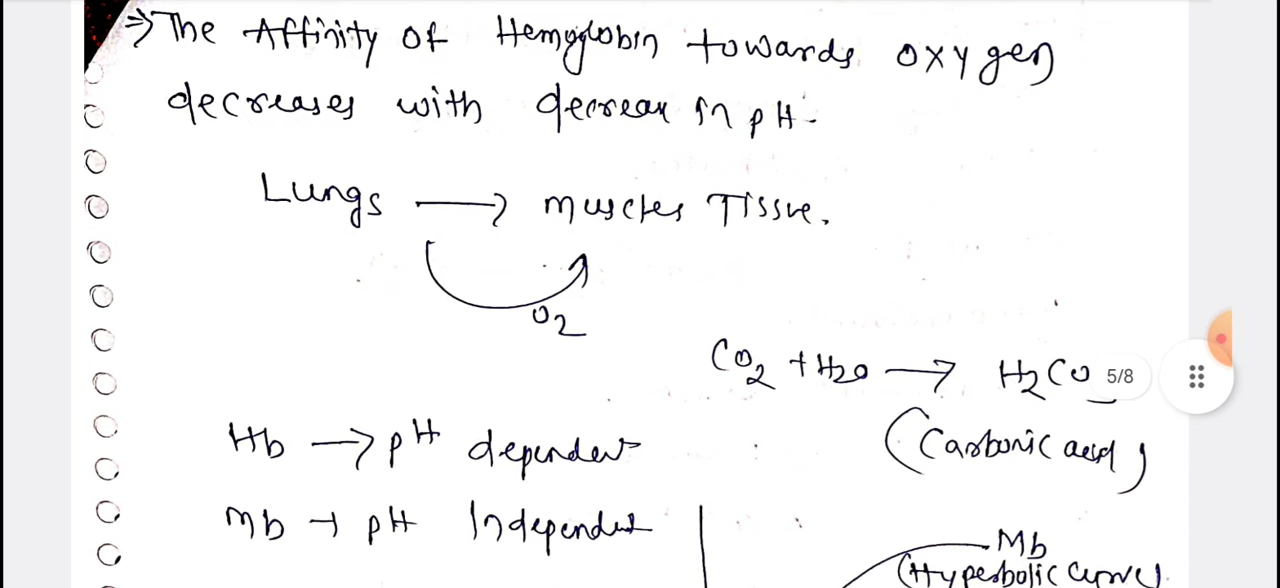 ⇒ The Affinity of Hemoglobin towards oxygen
decreases with decrease in pH.
Lungs ⟶ muscles Tissue.
O2
CO2 + H2O ⟶ H2CO
5/8
(Carbonic acid)
Hb ⟶ pH dependent
Mb → pH Independent
Mb
(Hyperbolic curve).